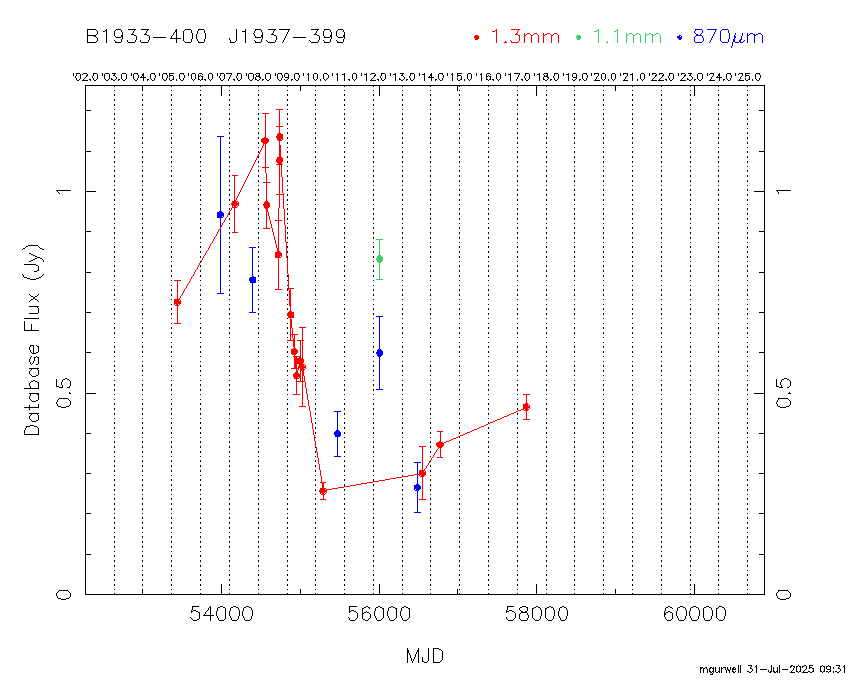 B1933-400 J1937-399 1.3mm 1.1mm 870μm
'02.0 '03.0 '04.0 '05.0 '06.0 '07.0 '08.0 '09.0 '10.0 '11.0 '12.0 '13.0 '14.0 '15.0 '16.0 '17.0 '18.0 '19.0 '20.0 '21.0 '22.0 '23.0 '24.0 '25.0
1 1
Database Flux (Jy)
0.5 0.5
0 0
54000 56000 58000 60000
MJD
mgurwell 31-Jul-2025 09:31